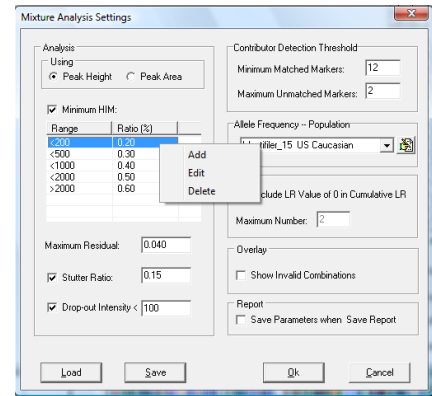 Mixture Analysis Settings
Analysis
Using
Peak Height Peak Area
Minimum HIM:
Range Ratio (%)
<200 0.20
<500 0.30
<1000 0.40
<2000 0.50
>2000 0.60
Add
Edit
Delete
Maximum Residual: 0.040
Stutter Ratio: 0.15
Drop-out Intensity < 100
Contributor Detection Threshold
Minimum Matched Markers: 12
Maximum Unmatched Markers: 2
Allele Frequency -- Population
15 US Caucasian
LR Value of 0 in Cumulative LR
Maximum Number: 2
Overlay
Show Invalid Combinations
Report
Save Parameters when Save Report
Load Save Ok Cancel